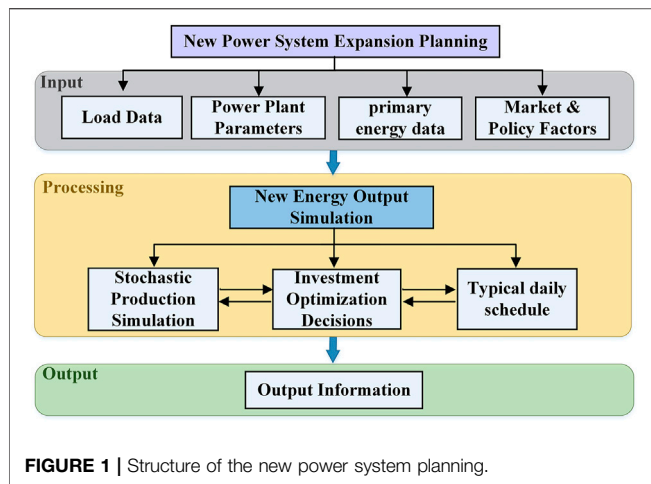 New Power System Expansion Planning
Input
Load Data
Power Plant
Parameters
primary
energy data
Market &
Policy Factors
Processing
New Energy Output
Simulation
Stochastic
Production
Simulation
Investment
Optimization
Decisions
Typical daily
schedule
Output
Output Information
FIGURE 1 | Structure of the new power system planning.